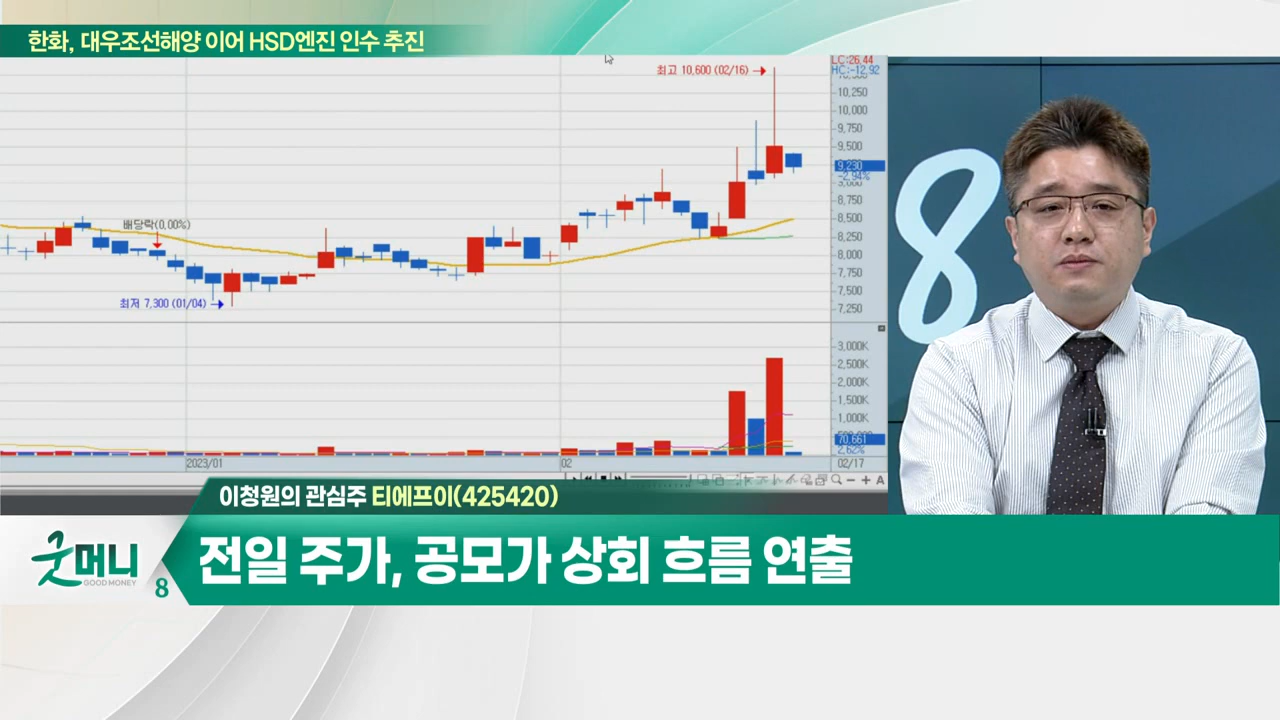 한화, 대우조선해양 이어 HSD엔진 인수 추진
LC:26.44
HC:-12.92
최고 10,600 (02/16)
10,250
10,000
9,750
9,500
9,230
-2.94%
9,000
8,750
8,500
8,250
8,000
7,750
7,500
7,250
배당락(0.00%)
최저 7,300 (01/04)
3,000K
2,500K
2,000K
1,500K
1,000K
70,661
2.62%
2023/01
02
02/17
A
8
이청원의 관심주 티에프이(425420)
굿머니
GOOD MONEY
8
전일 주가, 공모가 상회 흐름 연출